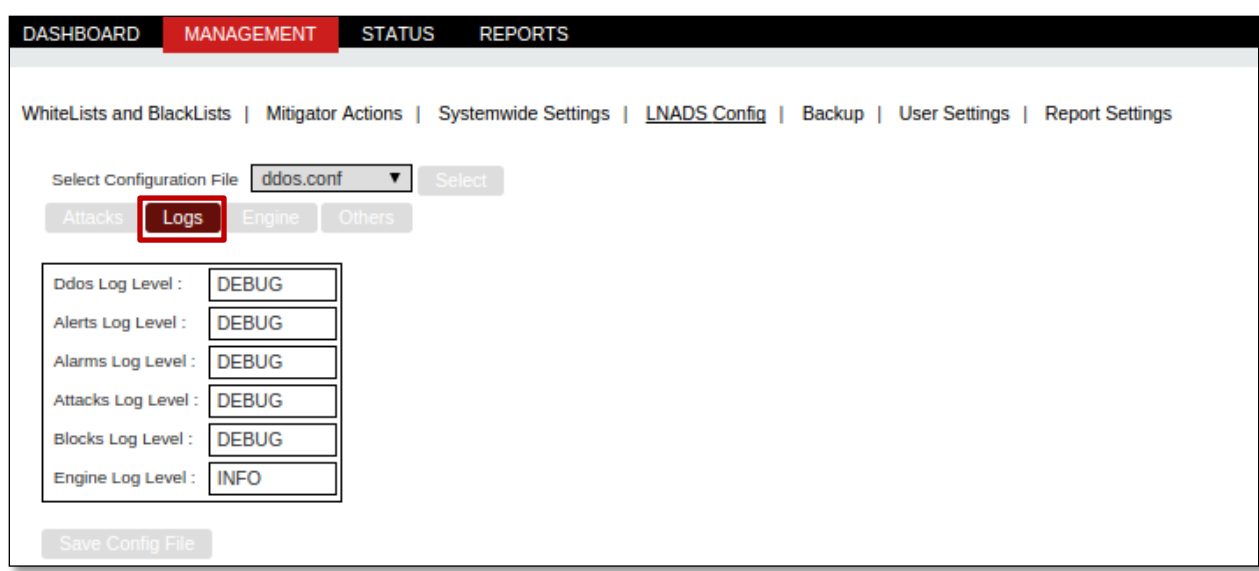 DASHBOARD MANAGEMENT STATUS REPORTS
WhiteLists and BlackLists | Mitigator Actions | Systemwide Settings | LNADS Config | Backup | User Settings | Report Settings
Select Configuration File ddos.conf ▼ Select
Attacks Logs Engine Others
Ddos Log Level : DEBUG
Alerts Log Level : DEBUG
Alarms Log Level : DEBUG
Attacks Log Level : DEBUG
Blocks Log Level : DEBUG
Engine Log Level : INFO
Save Config File